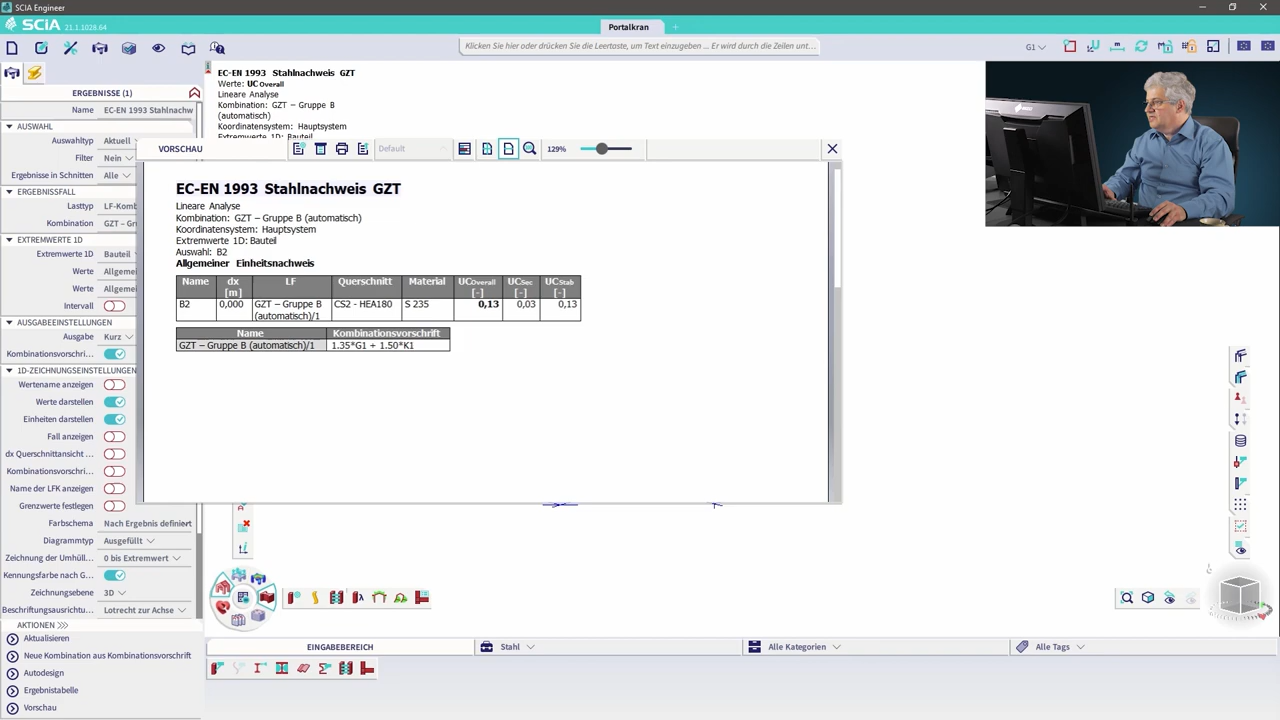 SCIA Engineer
SCIA 21.1.1028.64
Portalkran
Klicken Sie hier oder drücken Sie die Leertaste, um Text einzugeben ... Er wird durch die Zeilen unt...
G1
ERGEBNISSE (1)
Name EC-EN 1993 Stahlnachw
AUSWAHL
Auswahltyp Aktuell
Filter Nein
Ergebnisse in Schnitten Alle
ERGEBNISFALL
Lasttyp LF-Komb
Kombination GZT – Gr
EXTREMWERTE 1D
Extremwerte 1D Bauteil
Werte Allgemei
Werte Allgemei
Intervall
AUSGABEEINSTELLUNGEN
Ausgabe Kurz
Kombinationsvorschri...
1D-ZEICHNUNGSEINSTELLUNGEN
Wertename anzeigen
Werte darstellen
Einheiten darstellen
Fall anzeigen
dx Querschnittansicht ...
Kombinationsvorschri...
Name der LFK anzeigen
Grenzwerte festlegen
Farbschema Nach Ergebnis definiert
Diagrammtyp Ausgefüllt
Zeichnung der Umhüll... 0 bis Extremwert
Kennungsfarbe nach G...
Zeichnungsebene 3D
Beschriftungsausrichtu... Lotrecht zur Achse
AKTIONEN >>>
Aktualisieren
Neue Kombination aus Kombinationsvorschrift
Autodesign
Ergebnistabelle
Vorschau
EC-EN 1993 Stahlnachweis GZT
Werte: UC Overall
Lineare Analyse
Kombination: GZT – Gruppe B
(automatisch)
Koordinatensystem: Hauptsystem
Extremwerte 1D: Bauteil
VORSCHAU
Default
129%
EC-EN 1993 Stahlnachweis GZT
Lineare Analyse
Kombination: GZT – Gruppe B (automatisch)
Koordinatensystem: Hauptsystem
Extremwerte 1D: Bauteil
Auswahl: B2
Allgemeiner Einheitsnachweis
Name dx [m] LF Querschnitt Material UCOverall [-] UCSec [-] UCStab [-]
B2 0,000 GZT – Gruppe B (automatisch)/1 CS2 - HEA180 S 235 0,13 0,03 0,13
Name Kombinationsvorschrift
GZT – Gruppe B (automatisch)/1 1.35*G1 + 1.50*K1
EINGABEBEREICH
Stahl
Alle Kategorien
Alle Tags